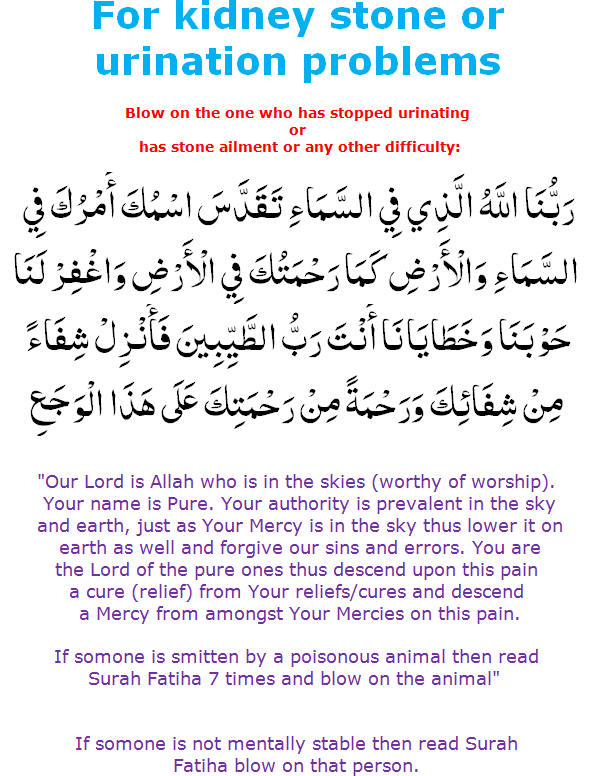 For kidney stone or
urination problems
Blow on the one who has stopped urinating
or
has stone ailment or any other difficulty:
رَبُّنَا اللَّهُ الَّذِي فِي السَّمَاءِ تَقَدَّسَ اسْمُكَ أَمْرُكَ فِي
السَّمَاءِ وَالْأَرْضِ كَمَا رَحْمَتُكَ فِي الْأَرْضِ وَاغْفِرْ لَنَا
حَوْبَنَا وَخَطَايَانَا أَنْتَ رَبُّ الطَّيِّبِينَ فَأَنْزِلْ شِفَاءً
مِنْ شِفَائِكَ وَرَحْمَةً مِنْ رَحْمَتِكَ عَلَى هَذَا الْوَجَعِ
"Our Lord is Allah who is in the skies (worthy of worship).
Your name is Pure. Your authority is prevalent in the sky
and earth, just as Your Mercy is in the sky thus lower it on
earth as well and forgive our sins and errors. You are
the Lord of the pure ones thus descend upon this pain
a cure (relief) from Your reliefs/cures and descend
a Mercy from amongst Your Mercies on this pain.
If somone is smitten by a poisonous animal then read
Surah Fatiha 7 times and blow on the animal"
If somone is not mentally stable then read Surah
Fatiha blow on that person.